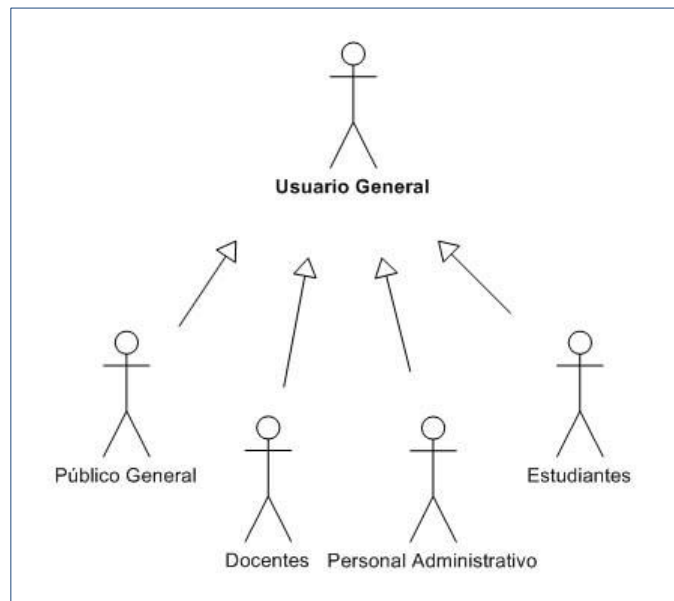 Usuario General
Público General
Estudiantes
Docentes
Personal Administrativo